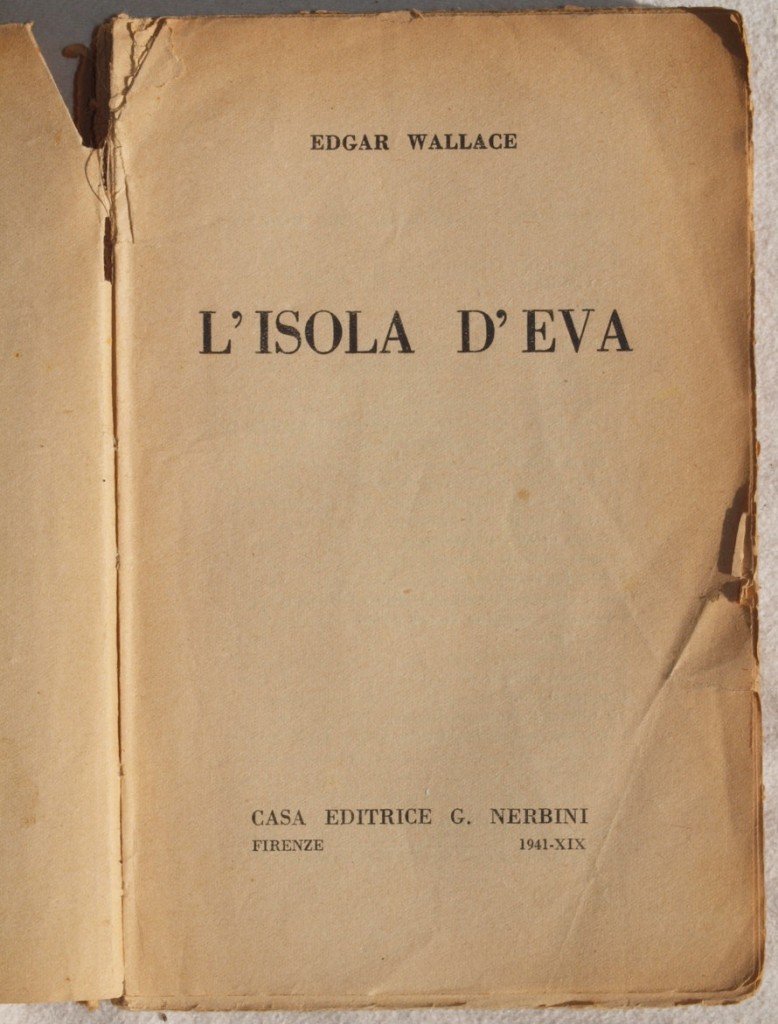 EDGAR WALLACE
L'ISOLA D'EVA
CASA EDITRICE G. NERBINI
FIRENZE 1941-XIX